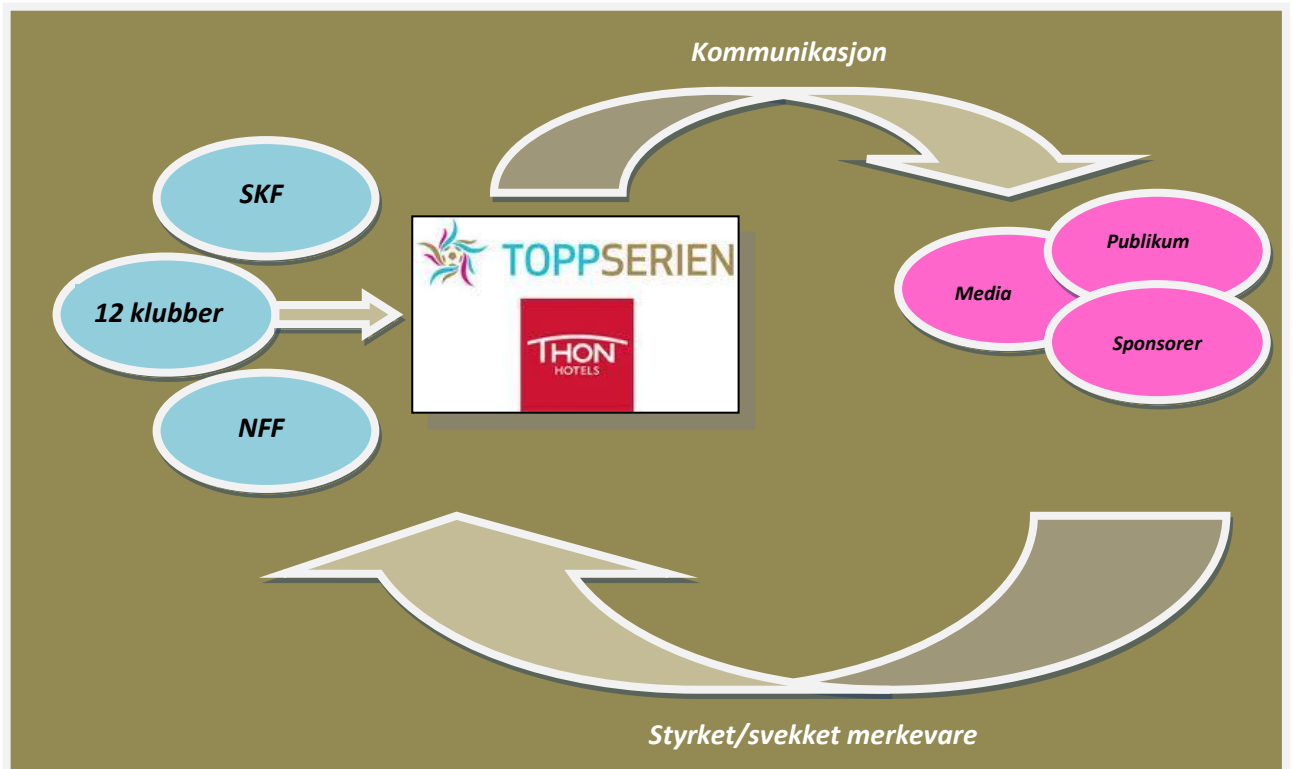 Kommunikasjon
SKF
12 klubber
NFF
TOPPSERIEN
THON
HOTELS
Publikum
Media
Sponsorer
Styrket/svekket merkevare